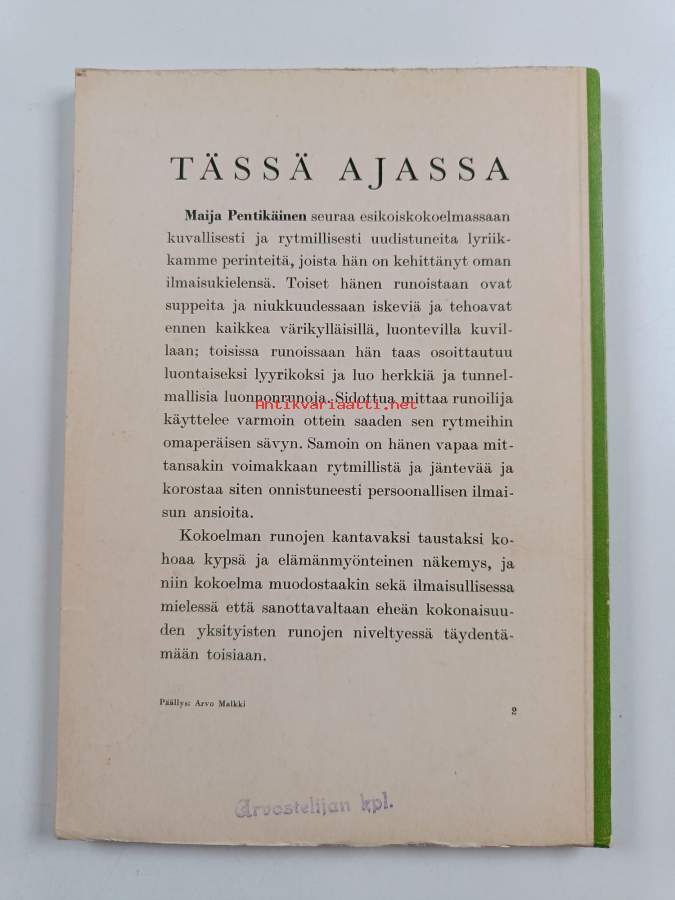 TÄSSÄ AJASSA
Maija Pentikäinen seuraa esikoiskokoelmassaan
kuvallisesti ja rytmillisesti uudistuneita lyriik-
kamme perinteitä, joista hän on kehittänyt oman
ilmaisukielensä. Toiset hänen runoistaan ovat
suppeita ja niukkuudessaan iskeviä ja tehoavat
ennen kaikkea värikylläisillä, luontevilla kuvil-
laan; toisissa runoissaan hän taas osoittautuu
luontaiseksi lyyrikoksi ja luo herkkiä ja tunnel-
mallisia luonnonrunoja. Sidottua mittaa runoilija
Antikvariaatti.net
käyttelee varmoin ottein saaden sen rytmeihin
omaperäisen sävyn. Samoin on hänen vapaa mit-
tansakin voimakkaan rytmillistä ja jäntevää ja
korostaa siten onnistuneesti persoonallisen ilmai-
sun ansioita.
Kokoelman runojen kantavaksi taustaksi ko-
hoaa kypsä ja elämänmyönteinen näkemys, ja
niin kokoelma muodostaakin sekä ilmaisullisessa
mielessä että sanottavaltaan eheän kokonaisuu-
den yksityisten runojen niveltyessä täydentä-
mään toisiaan.
Päällys: Arvo Malkki
2
Arvostelijan kpl.